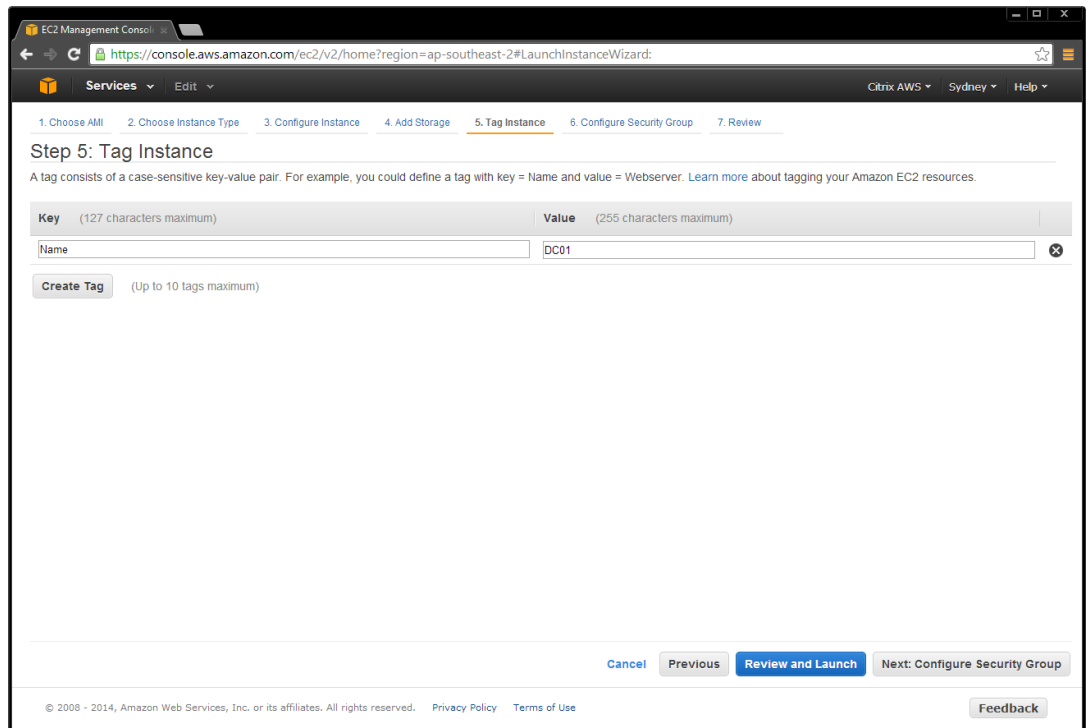 EC2 Management Consol
https://console.aws.amazon.com/ec2/v2/home?region=ap-southeast-2#LaunchInstanceWizard:
Services Edit Citrix AWS Sydney Help
1. Choose AMI 2. Choose Instance Type 3. Configure Instance 4. Add Storage 5. Tag Instance 6. Configure Security Group 7. Review
Step 5: Tag Instance
A tag consists of a case-sensitive key-value pair. For example, you could define a tag with key = Name and value = Webserver. Learn more about tagging your Amazon EC2 resources.
Key (127 characters maximum) Value (255 characters maximum)
Name DC01
Create Tag (Up to 10 tags maximum)
Cancel Previous Review and Launch Next: Configure Security Group
© 2008 - 2014, Amazon Web Services, Inc. or its affiliates. All rights reserved. Privacy Policy Terms of Use Feedback